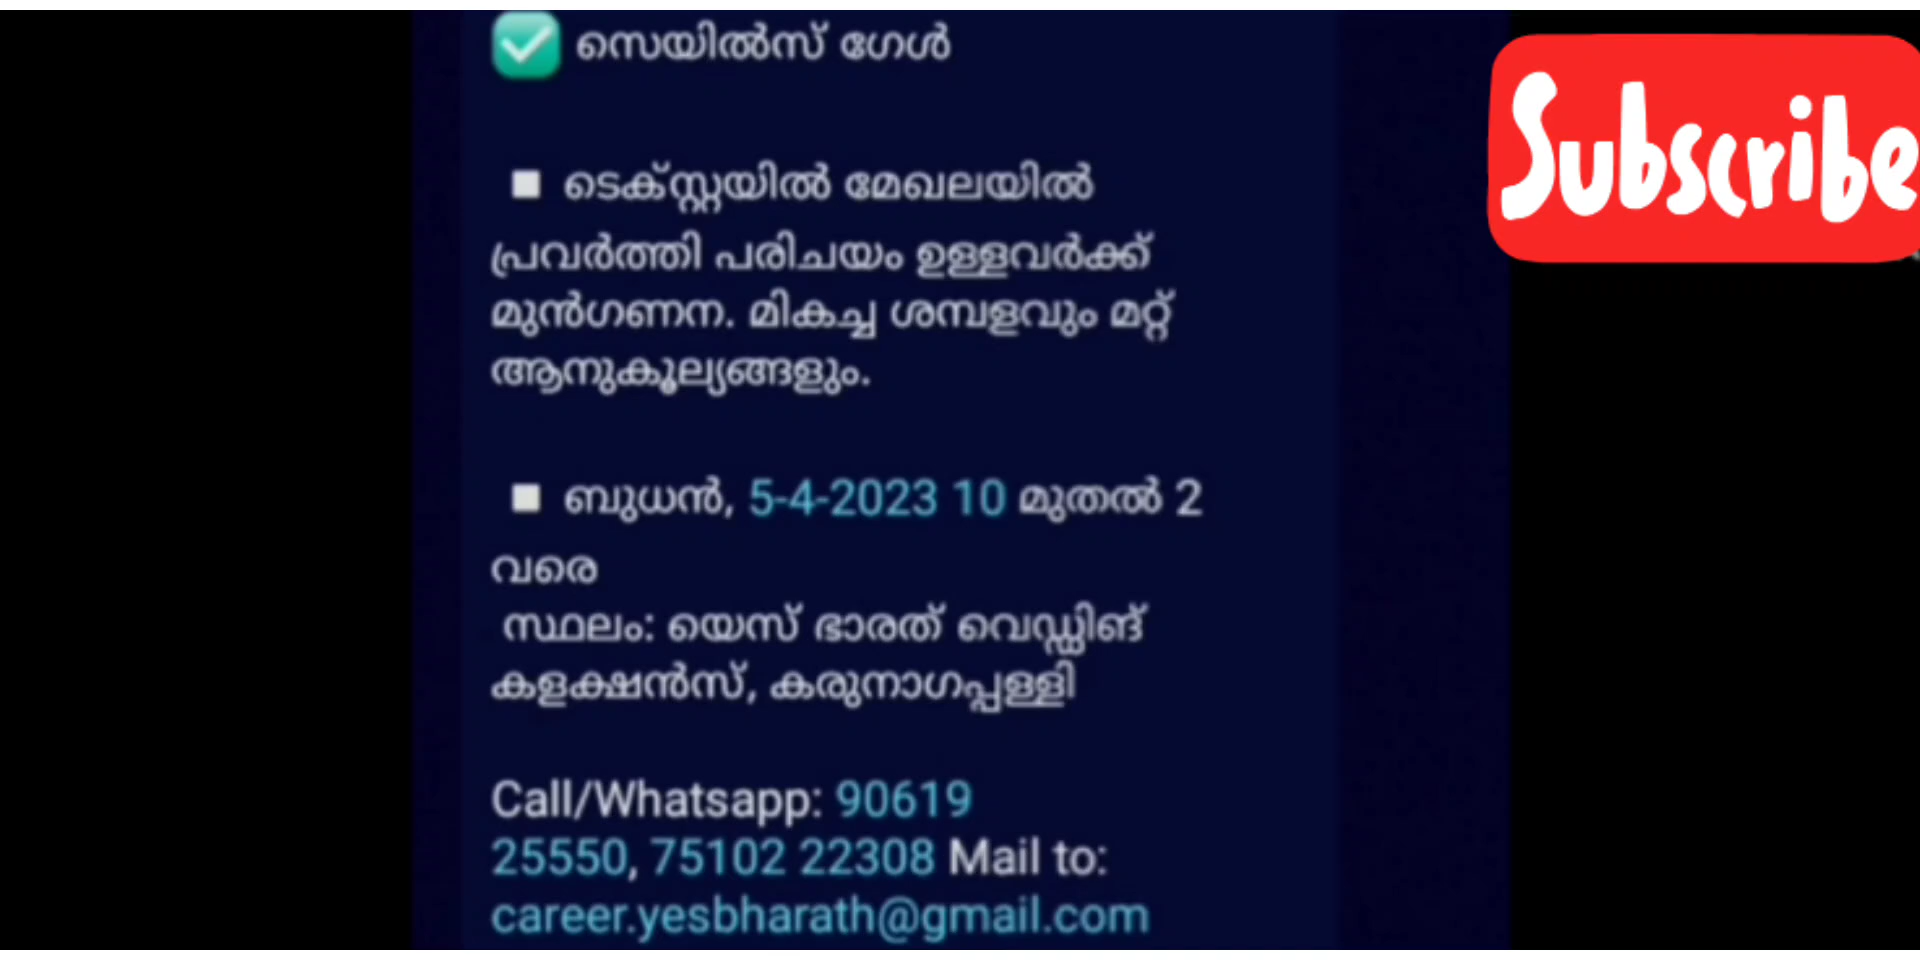 ✅ സെയിൽസ് ഗേൾ
Subscribe
▫️ ടെക്സ്റ്റയിൽ മേഖലയിൽ
പ്രവർത്തി പരിചയം ഉള്ളവർക്ക്
മുൻഗണന. മികച്ച ശമ്പളവും മറ്റ്
ആനുകൂല്യങ്ങളും.
▫️ ബുധൻ, 5-4-2023 10 മുതൽ 2
വരെ
സ്ഥലം: യെസ് ഭാരത് വെഡ്ഡിങ്
കളക്ഷൻസ്, കരുനാഗപ്പള്ളി
Call/Whatsapp: 90619
25550, 75102 22308 Mail to:
career.yesbharath@gmail.com